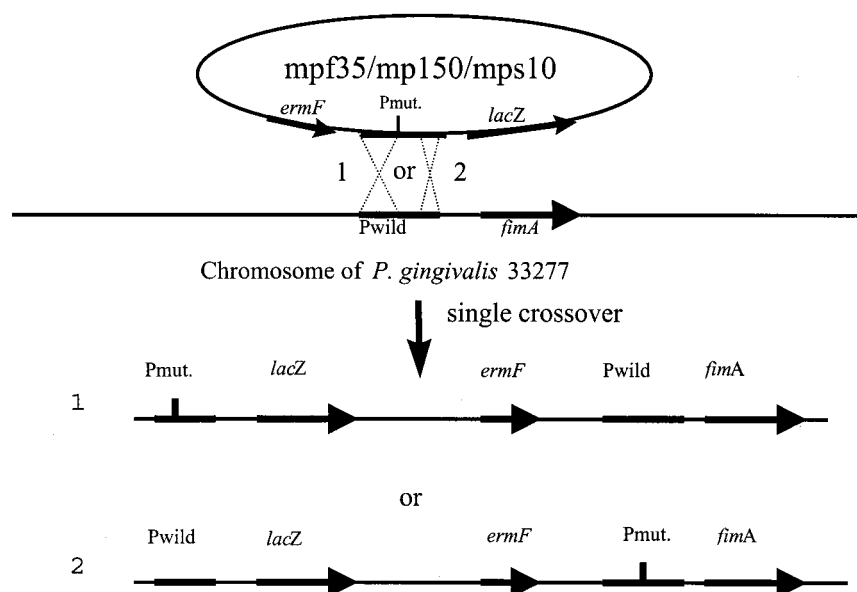 mpf35/mp150/mps10
ermF Pmut. lacZ
1 or 2
Pwild fimA
Chromosome of P. gingivalis 33277
single crossover
Pmut. lacZ ermF Pwild fimA
1
or
Pwild lacZ ermF Pmut. fimA
2